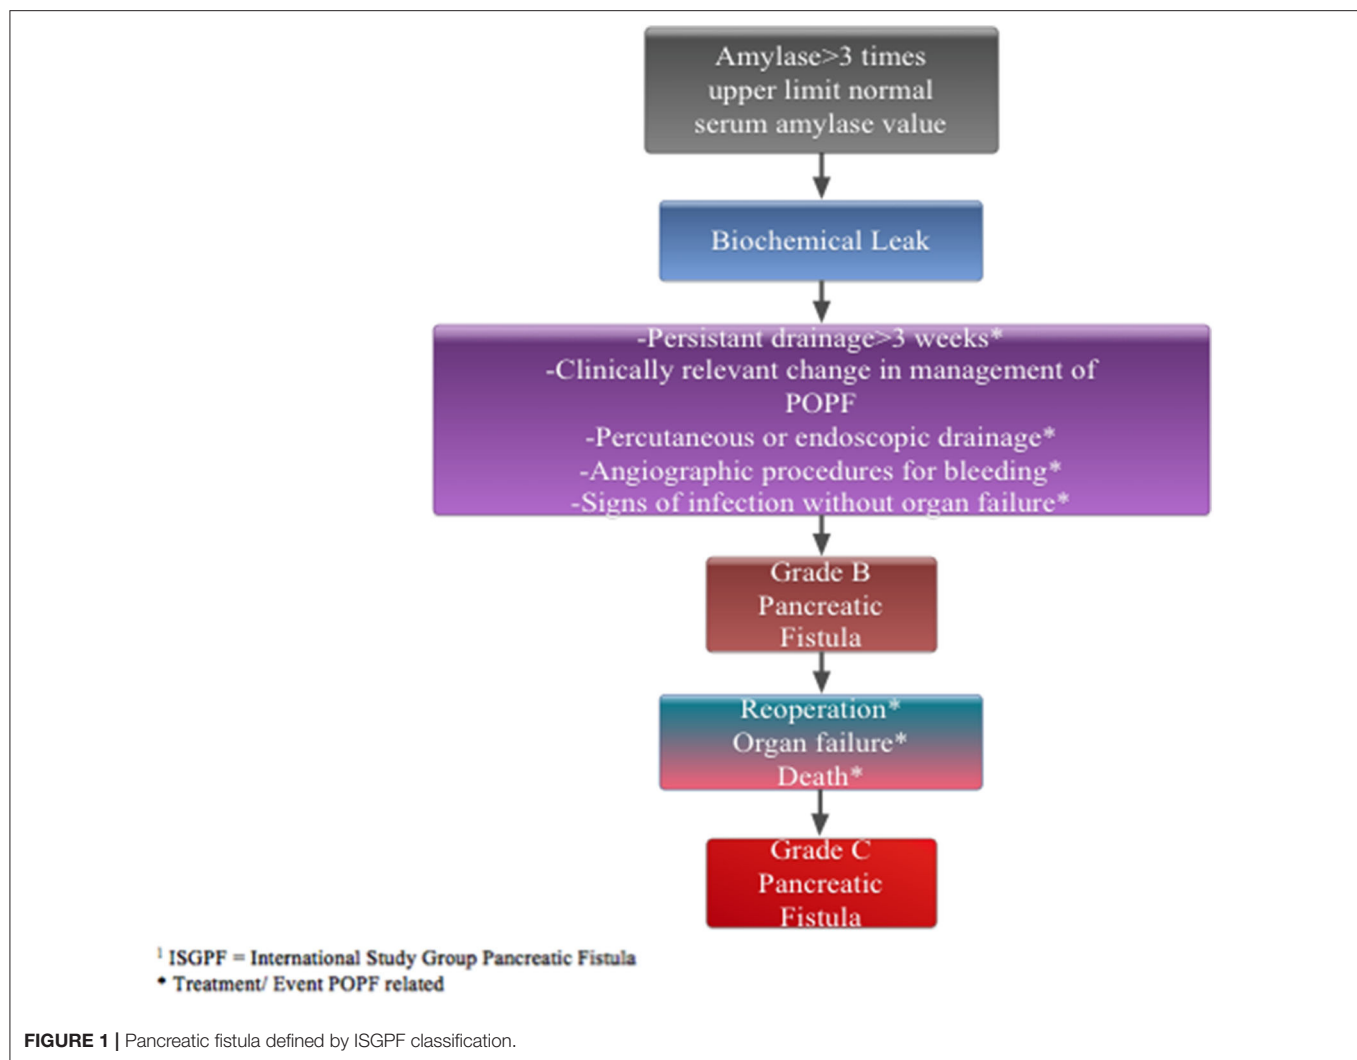 Amylase>3 times
upper limit normal
serum amylase value
Biochemical Leak
-Persistant drainage>3 weeks*
-Clinically relevant change in management of
POPF
-Percutaneous or endoscopic drainage*
-Angiographic procedures for bleeding*
-Signs of infection without organ failure*
Grade B
Pancreatic
Fistula
Reoperation*
Organ failure*
Death*
Grade C
Pancreatic
Fistula
¹ ISGPF = International Study Group Pancreatic Fistula
* Treatment/ Event POPF related
FIGURE 1 | Pancreatic fistula defined by ISGPF classification.